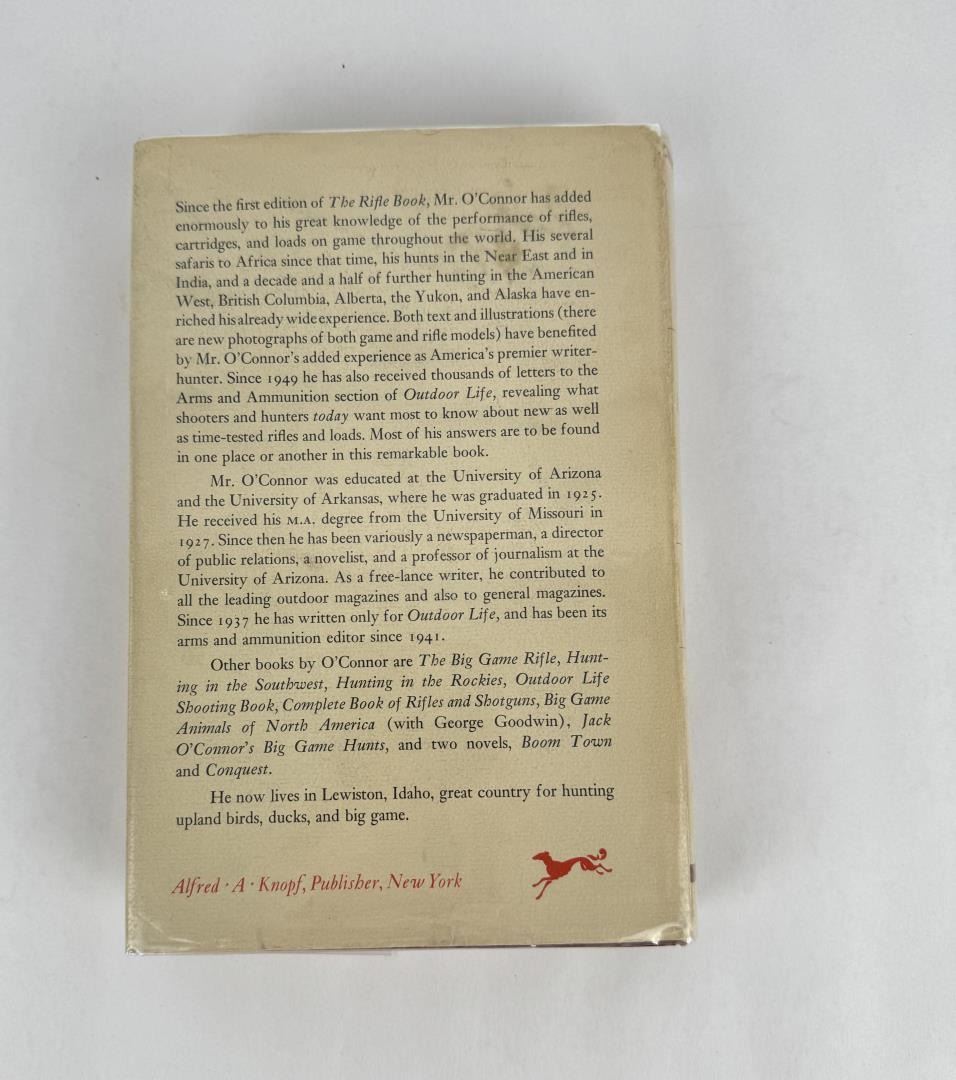 Since the first edition of The Rifle Book, Mr. O'Connor has added
enormously to his great knowledge of the performance of rifles,
cartridges, and loads on game throughout the world. His several
safaris to Africa since that time, his hunts in the Near East and in
India, and a decade and a half of further hunting in the American
West, British Columbia, Alberta, the Yukon, and Alaska have en-
riched his already wide experience. Both text and illustrations (there
are new photographs of both game and rifle models) have benefited
by Mr. O'Connor's added experience as America's premier writer-
hunter. Since 1949 he has also received thousands of letters to the
Arms and Ammunition section of Outdoor Life, revealing what
shooters and hunters today want most to know about new as well
as time-tested rifles and loads. Most of his answers are to be found
in one place or another in this remarkable book.
Mr. O'Connor was educated at the University of Arizona
and the University of Arkansas, where he was graduated in 1925.
He received his M.A. degree from the University of Missouri in
1927. Since then he has been variously a newspaperman, a director
of public relations, a novelist, and a professor of journalism at the
University of Arizona. As a free-lance writer, he contributed to
all the leading outdoor magazines and also to general magazines.
Since 1937 he has written only for Outdoor Life, and has been its
arms and ammunition editor since 1941.
Other books by O'Connor are The Big Game Rifle, Hunt-
ing in the Southwest, Hunting in the Rockies, Outdoor Life
Shooting Book, Complete Book of Rifles and Shotguns, Big Game
Animals of North America (with George Goodwin), Jack
O'Connor's Big Game Hunts, and two novels, Boom Town
and Conquest.
He now lives in Lewiston, Idaho, great country for hunting
upland birds, ducks, and big game.
Alfred · A · Knopf, Publisher, New York